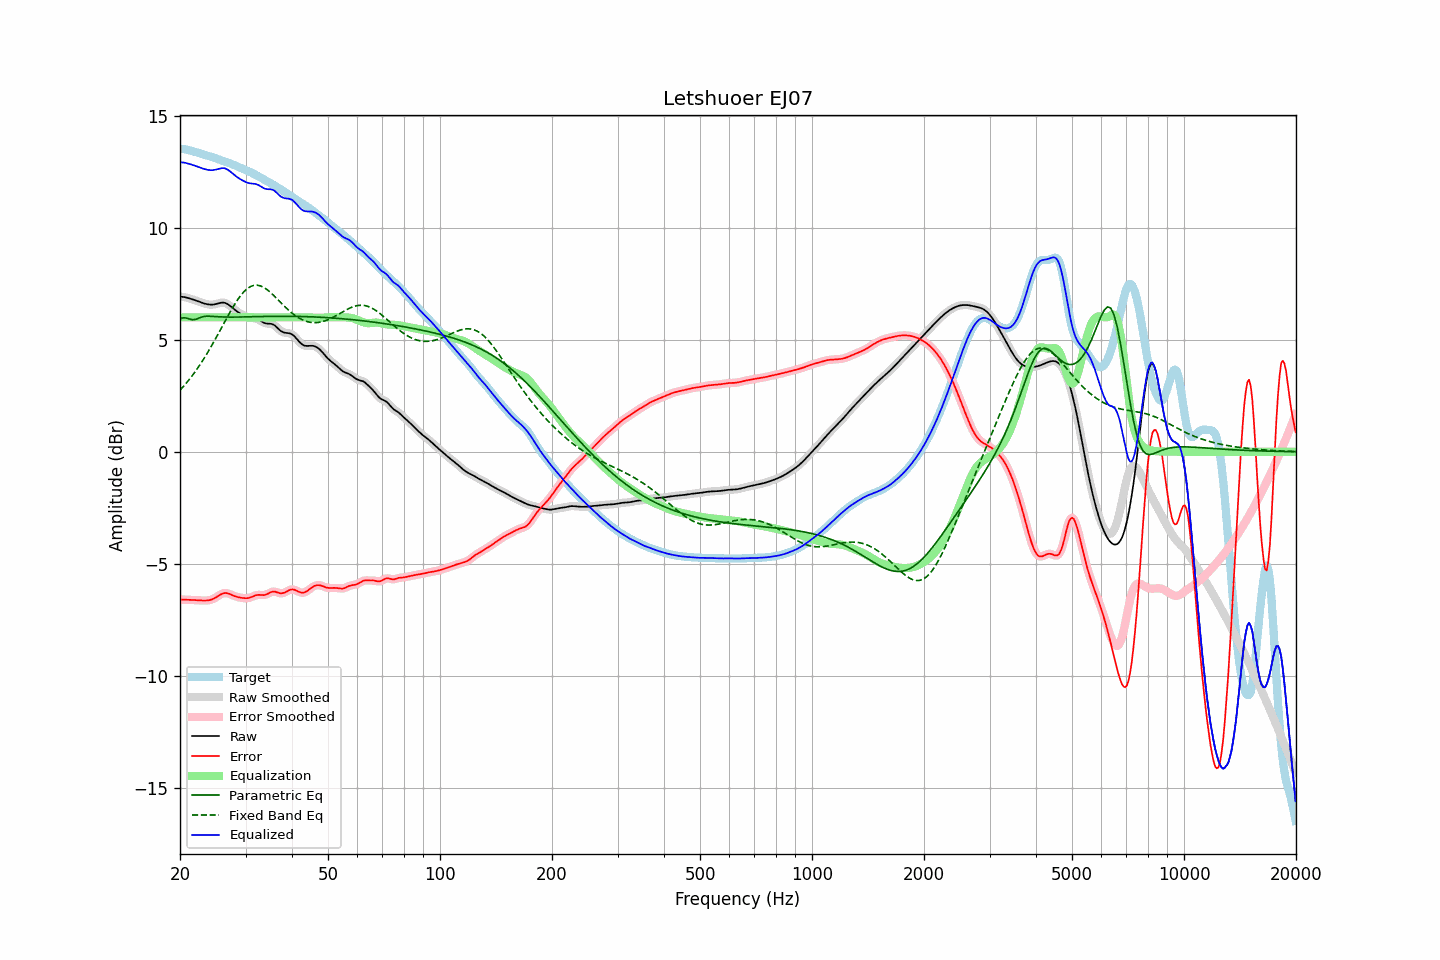 Letshuoer EJ07
Amplitude (dBr)
15
10
5
0
−5
−10
−15
Target
Raw Smoothed
Error Smoothed
Raw
Error
Equalization
Parametric Eq
Fixed Band Eq
Equalized
20 50 100 200 500 1000 2000 5000 10000 20000
Frequency (Hz)